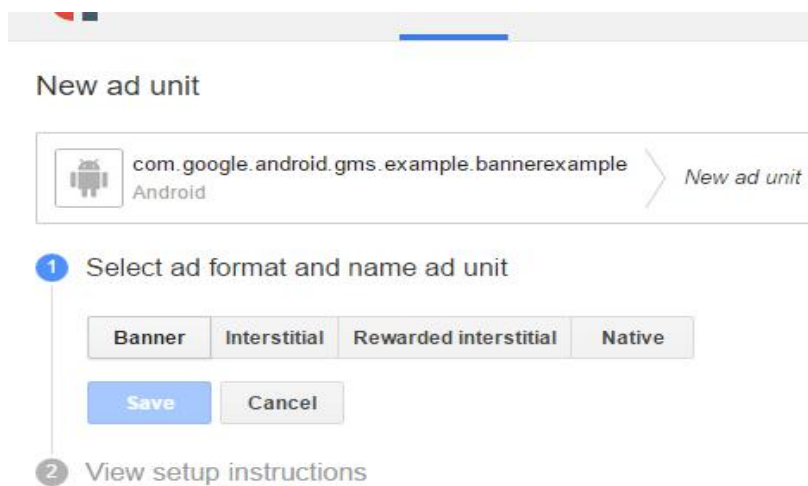 New ad unit
com.google.android.gms.example.bannerexample
Android
New ad unit
1 Select ad format and name ad unit
Banner Interstitial Rewarded interstitial Native
Save Cancel
2 View setup instructions